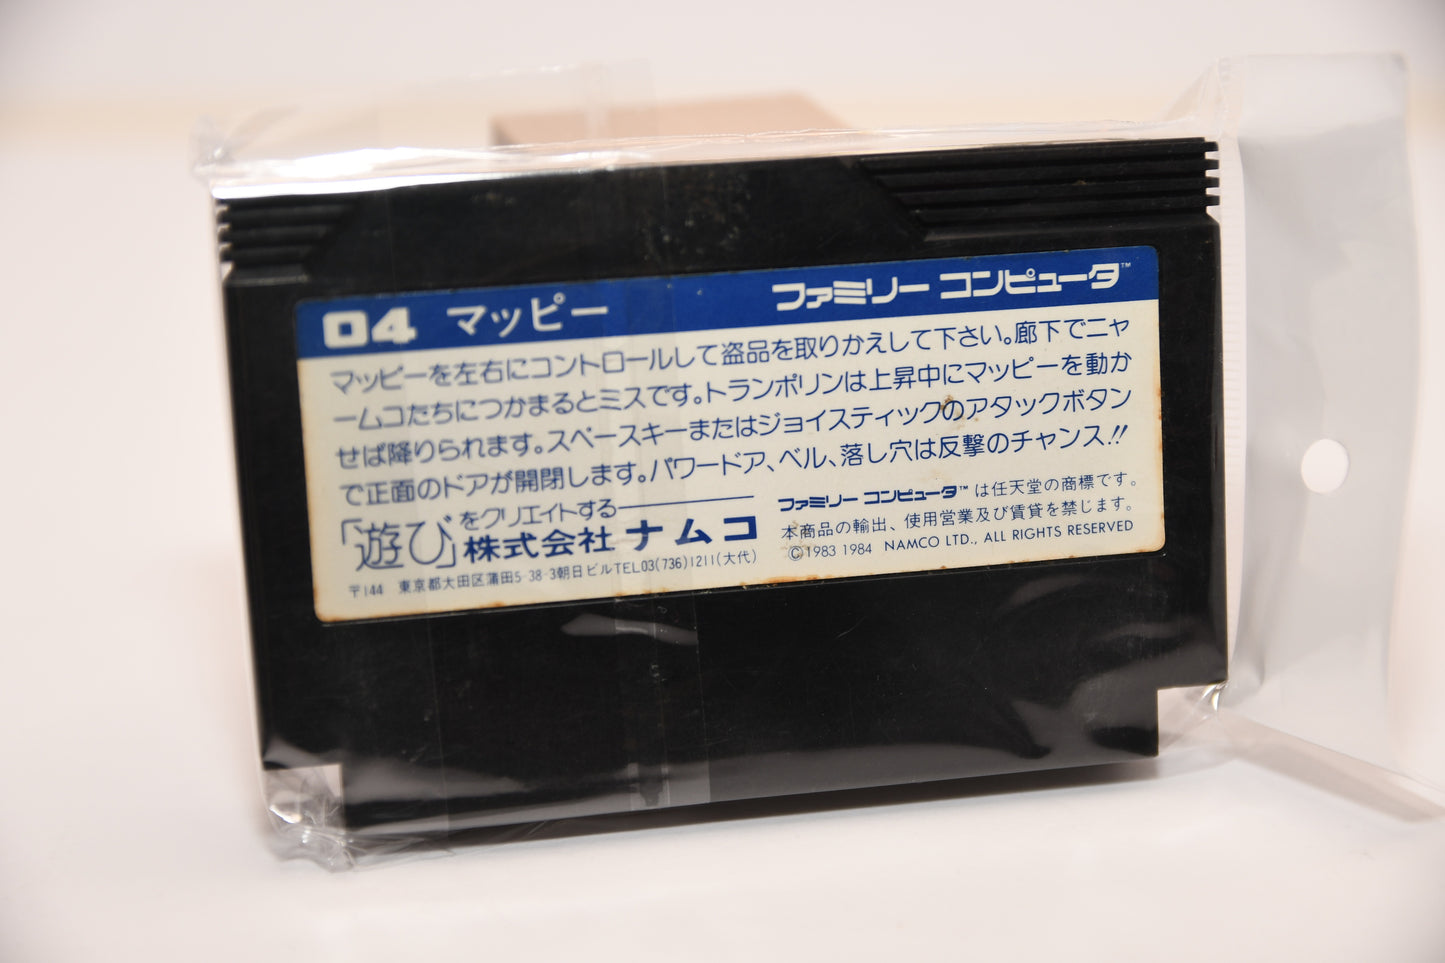 04 マッピー ファミリー コンピュータ™
マッピーを左右にコントロールして盗品を取りかえして下さい。廊下でニャ
ームコたちにつかまるとミスです。トランポリンは上昇中にマッピーを動か
せば降りられます。スペースキーまたはジョイスティックのアタックボタン
で正面のドアが開閉します。パワードア、ベル、落し穴は反撃のチャンス!!
「遊び」をクリエイトする
株式会社 ナムコ
〒144 東京都大田区蒲田5-38-3朝日ビルTEL03(736)1211(大代)
ファミリー コンピュータ™は任天堂の商標です。
本商品の輸出、使用営業及び賃貸を禁じます。
©1983 1984 NAMCO LTD., ALL RIGHTS RESERVED